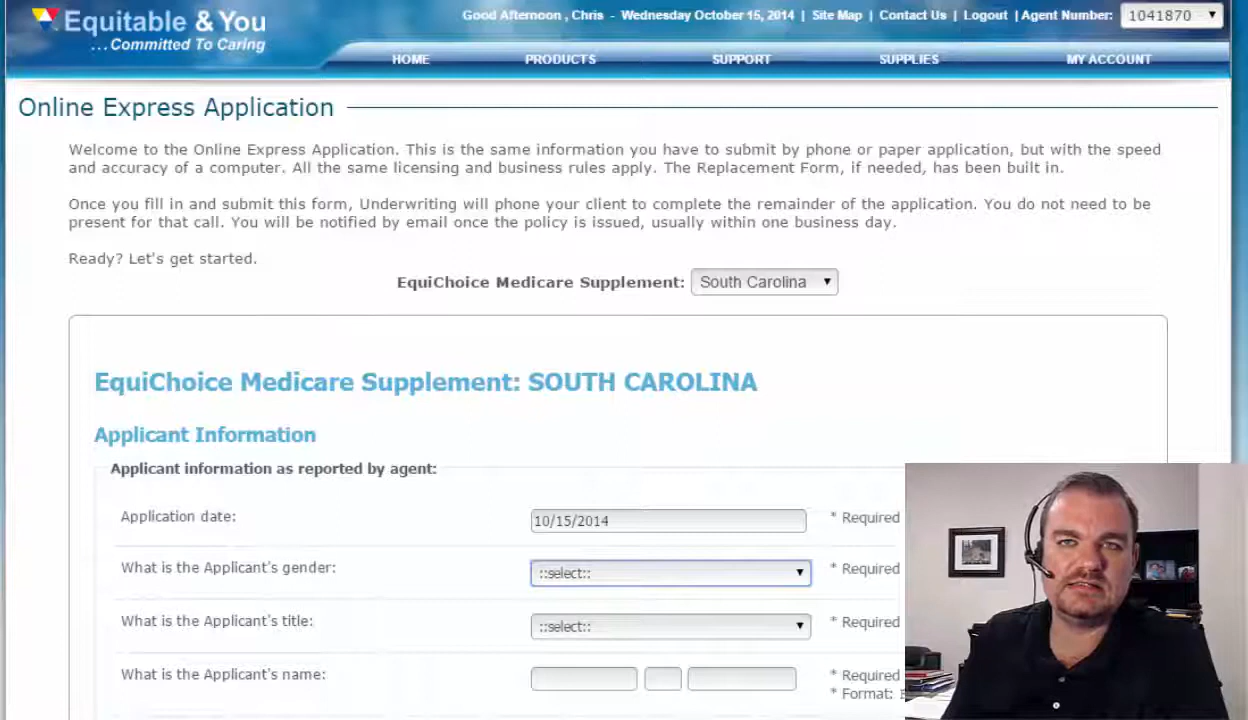 Equitable & You
...Committed To Caring
Good Afternoon , Chris - Wednesday October 15, 2014 | Site Map | Contact Us | Logout | Agent Number: 1041870
HOME PRODUCTS SUPPORT SUPPLIES MY ACCOUNT
Online Express Application
Welcome to the Online Express Application. This is the same information you have to submit by phone or paper application, but with the speed
and accuracy of a computer. All the same licensing and business rules apply. The Replacement Form, if needed, has been built in.
Once you fill in and submit this form, Underwriting will phone your client to complete the remainder of the application. You do not need to be
present for that call. You will be notified by email once the policy is issued, usually within one business day.
Ready? Let's get started.
EquiChoice Medicare Supplement: South Carolina
EquiChoice Medicare Supplement: SOUTH CAROLINA
Applicant Information
Applicant information as reported by agent:
Application date: 10/15/2014 * Required
What is the Applicant's gender: ::select:: * Required
What is the Applicant's title: ::select:: * Required
What is the Applicant's name: * Required
* Format: